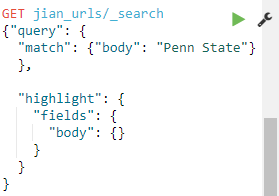 GET jian_urls/_search
{"query": {
"match": {"body": "Penn State"}
},
"highlight": {
"fields": {
"body": {}
}
}
}